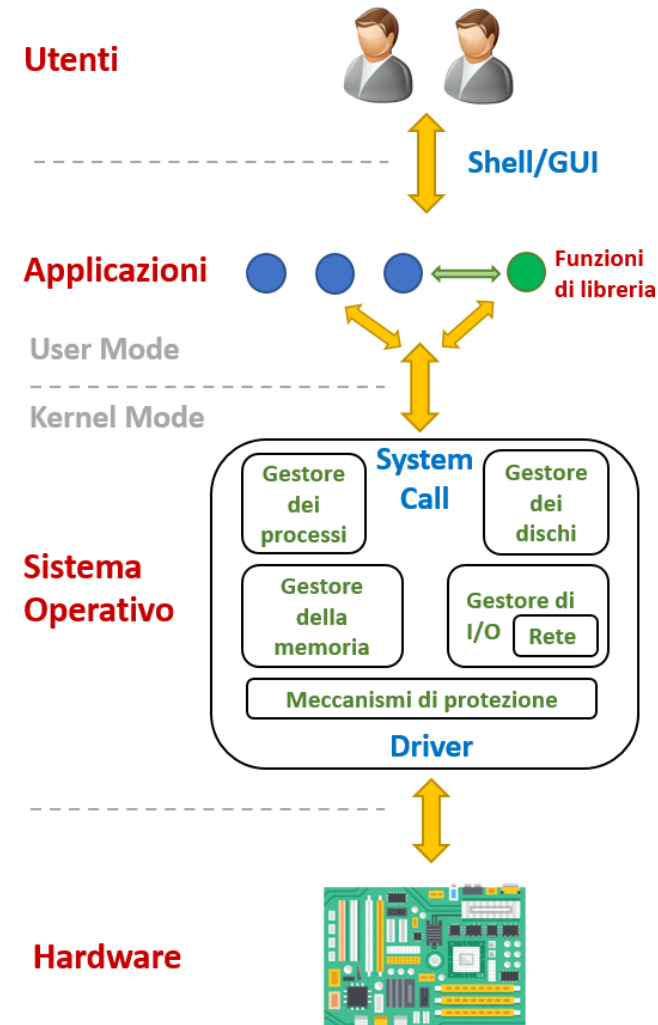 Utenti
Shell/GUI
Applicazioni
Funzioni
di libreria
User Mode
Kernel Mode
System
Call
Gestore
dei
processi
Gestore
dei
dischi
Sistema
Operativo
Gestore
della
memoria
Gestore di
I/O
Rete
Meccanismi di protezione
Driver
Hardware